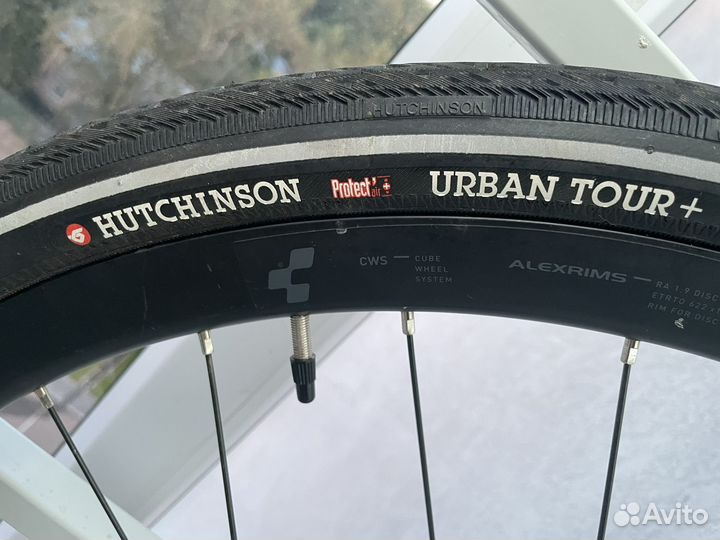 HUTCHINSON
HUTCHINSON Protect'air + URBAN TOUR +
CWS — CUBE
WHEEL
SYSTEM
ALEXRIMS — RA 1.9 DISC
ETRTO 622 x
RIM FOR DISC
Avito